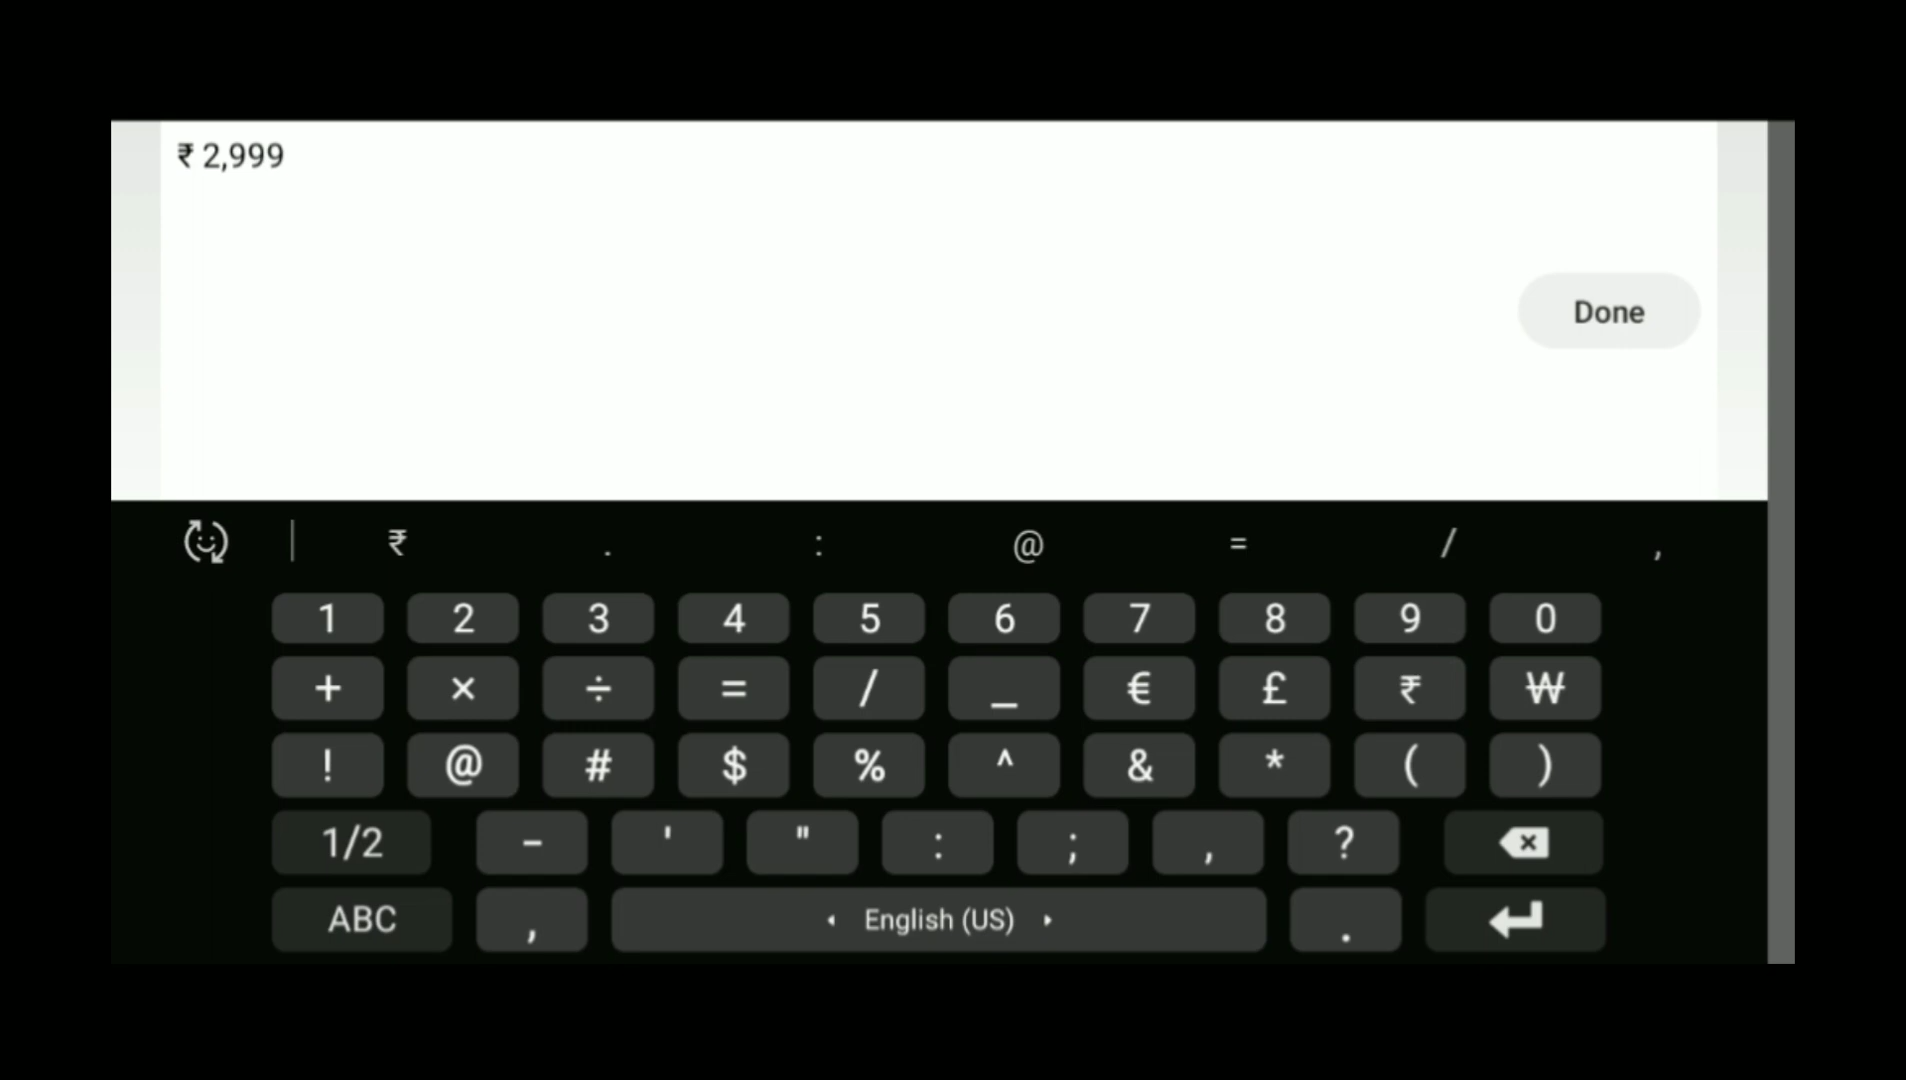 ₹ 2,999
Done
₹ . : @ = / ,
1 2 3 4 5 6 7 8 9 0
+ × ÷ = / _ € £ ₹ ₩
! @ # $ % ^ & * ( )
1/2 - ' " : ; , ?
ABC , English (US) .